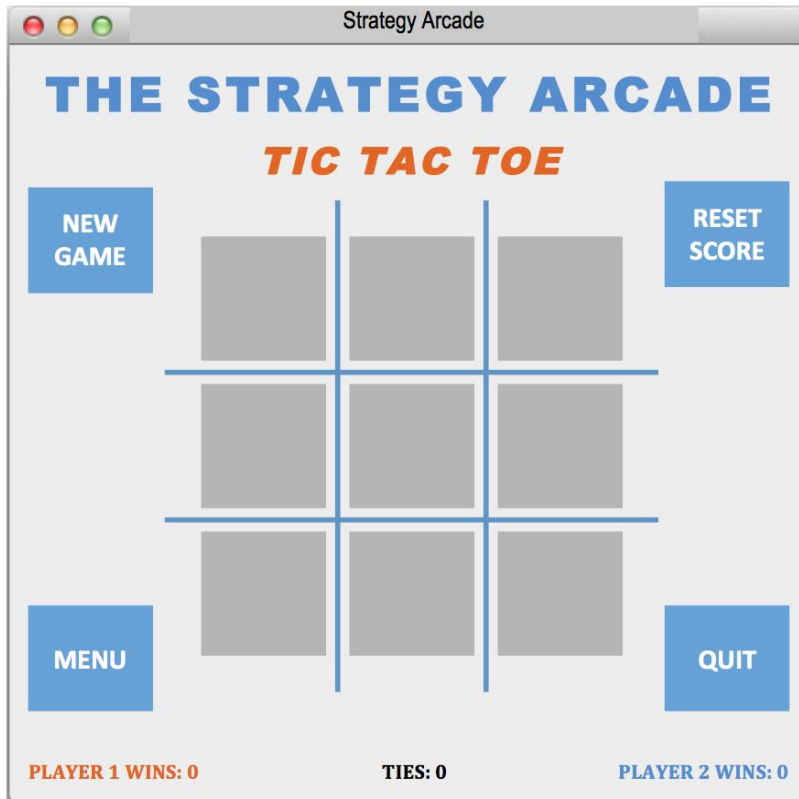 Strategy Arcade
THE STRATEGY ARCADE
TIC TAC TOE
NEW
GAME
RESET
SCORE
MENU
QUIT
PLAYER 1 WINS: 0
TIES: 0
PLAYER 2 WINS: 0